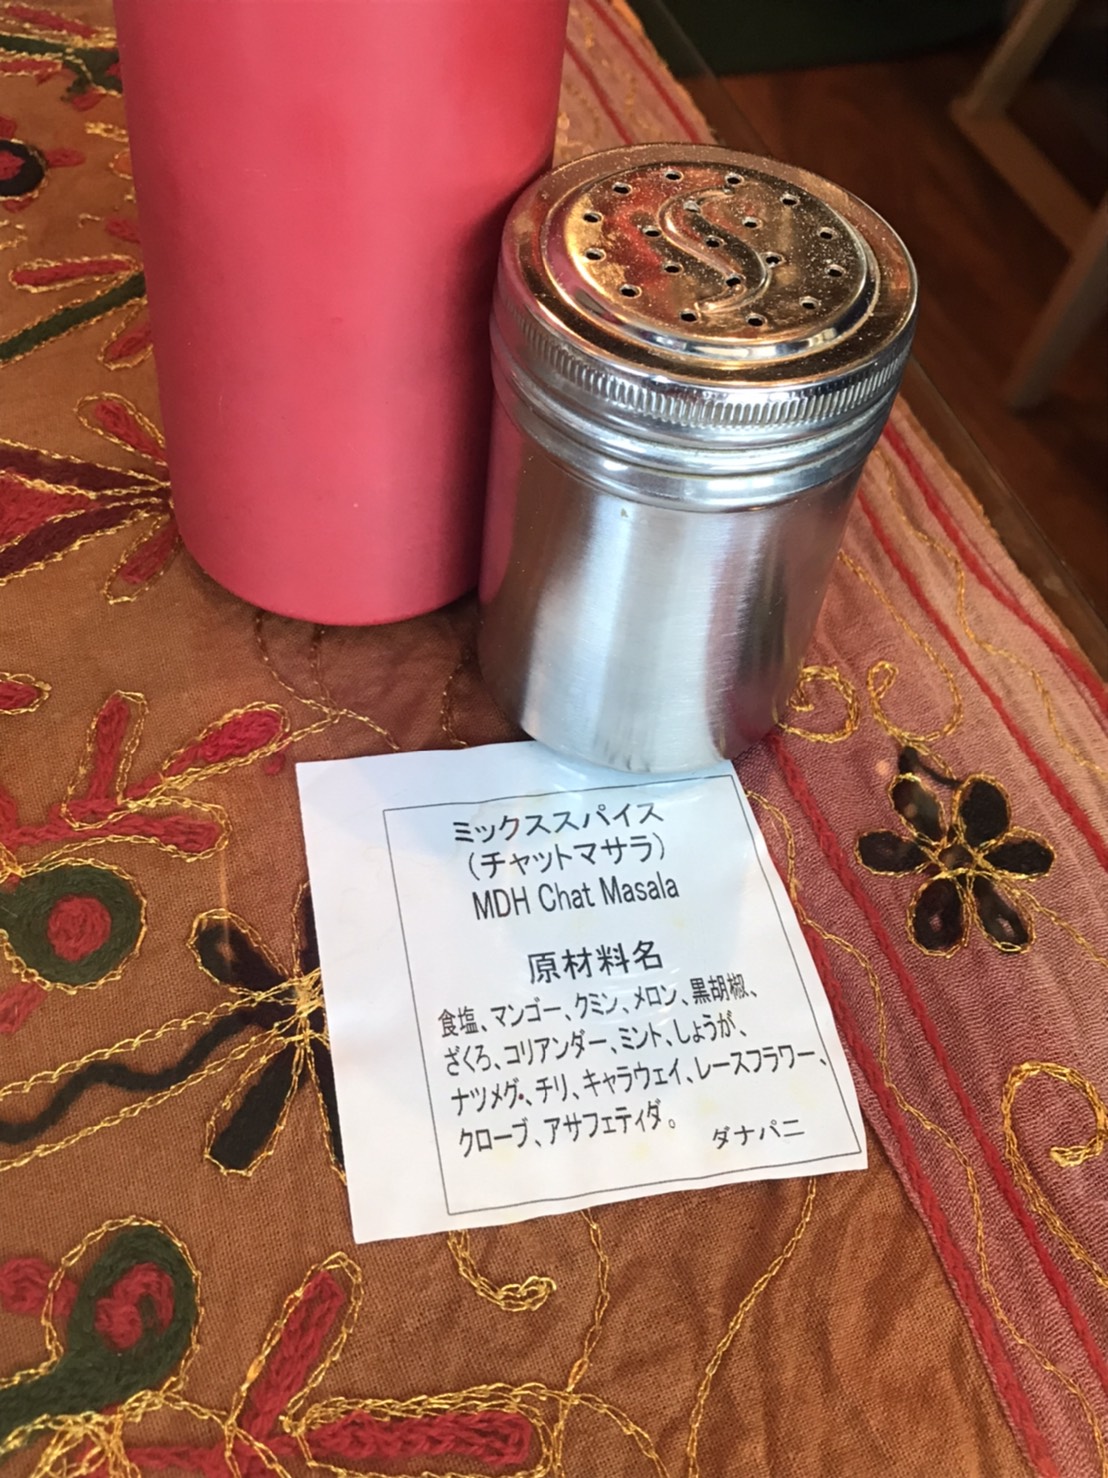 ミックススパイス
（チャットマサラ）
MDH Chat Masala
原材料名
食塩、マンゴー、クミン、メロン、黒胡椒、
ざくろ、コリアンダー、ミント、しょうが、
ナツメグ、チリ、キャラウェイ、レースフラワー、
クローブ、アサフェティダ。
ダナパニ